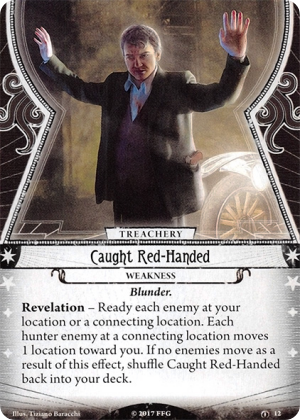 TREACHERY
Caught Red-Handed
WEAKNESS
Blunder.
Revelation – Ready each enemy at your
location or a connecting location. Each
hunter enemy at a connecting location moves
1 location toward you. If no enemies move as a
result of this effect, shuffle Caught Red-Handed
back into your deck.
Illus. Tiziano Baracchi
© 2017 FFG
12